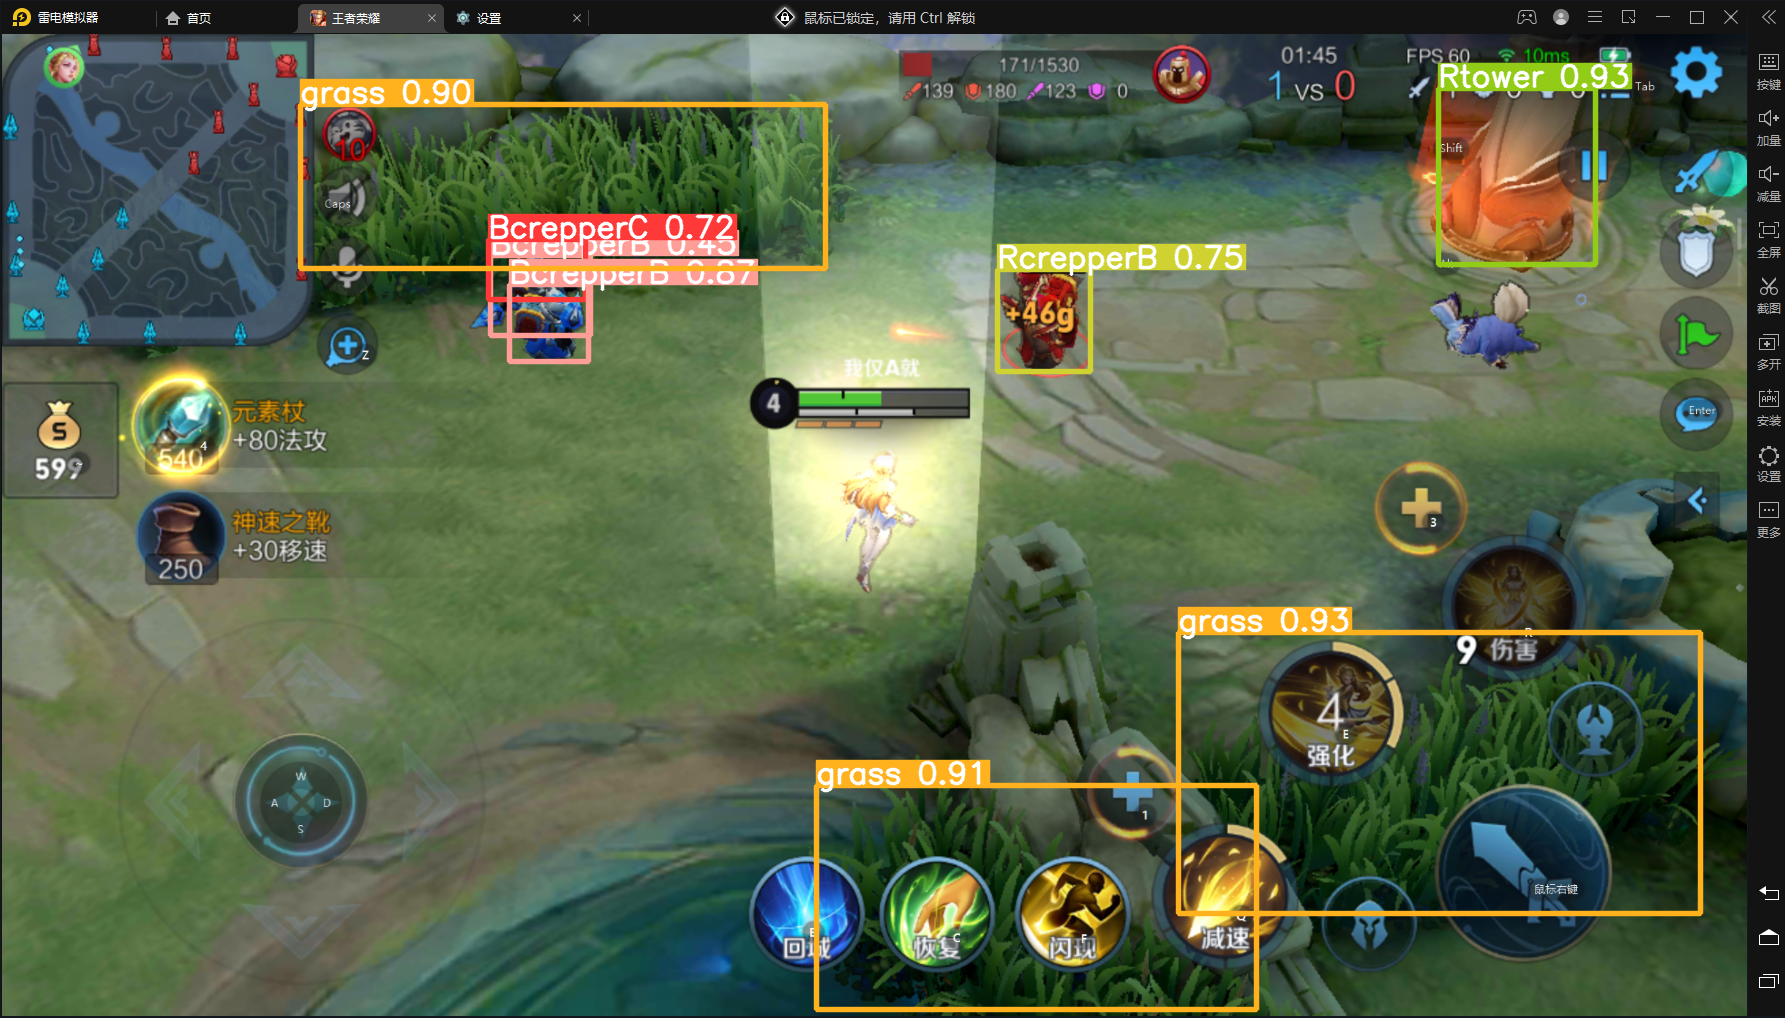 雷电模拟器
首页
王者荣耀
设置
鼠标已锁定，请用 Ctrl 解锁
171/1530
139 180 123 0
01:45
1 VS 0
FPS 60
10ms
Tab
grass 0.90
Rtower 0.93
Shift
10
Caps
BcrepperC 0.72
BcrepperB 0.45
BcrepperB 0.87
RcrepperB 0.75
+46g
Z
我仅A就
4
599
元素杖
+80法攻
540
4
神速之靴
+30移速
250
Enter
3
grass 0.93
R
9 伤害
4
E
强化
grass 0.91
1
W
A
D
S
回城
恢复
C
闪现
F
减速
Q
鼠标右键
按键
加量
减量
全屏
截图
多开
APK
安装
设置
更多